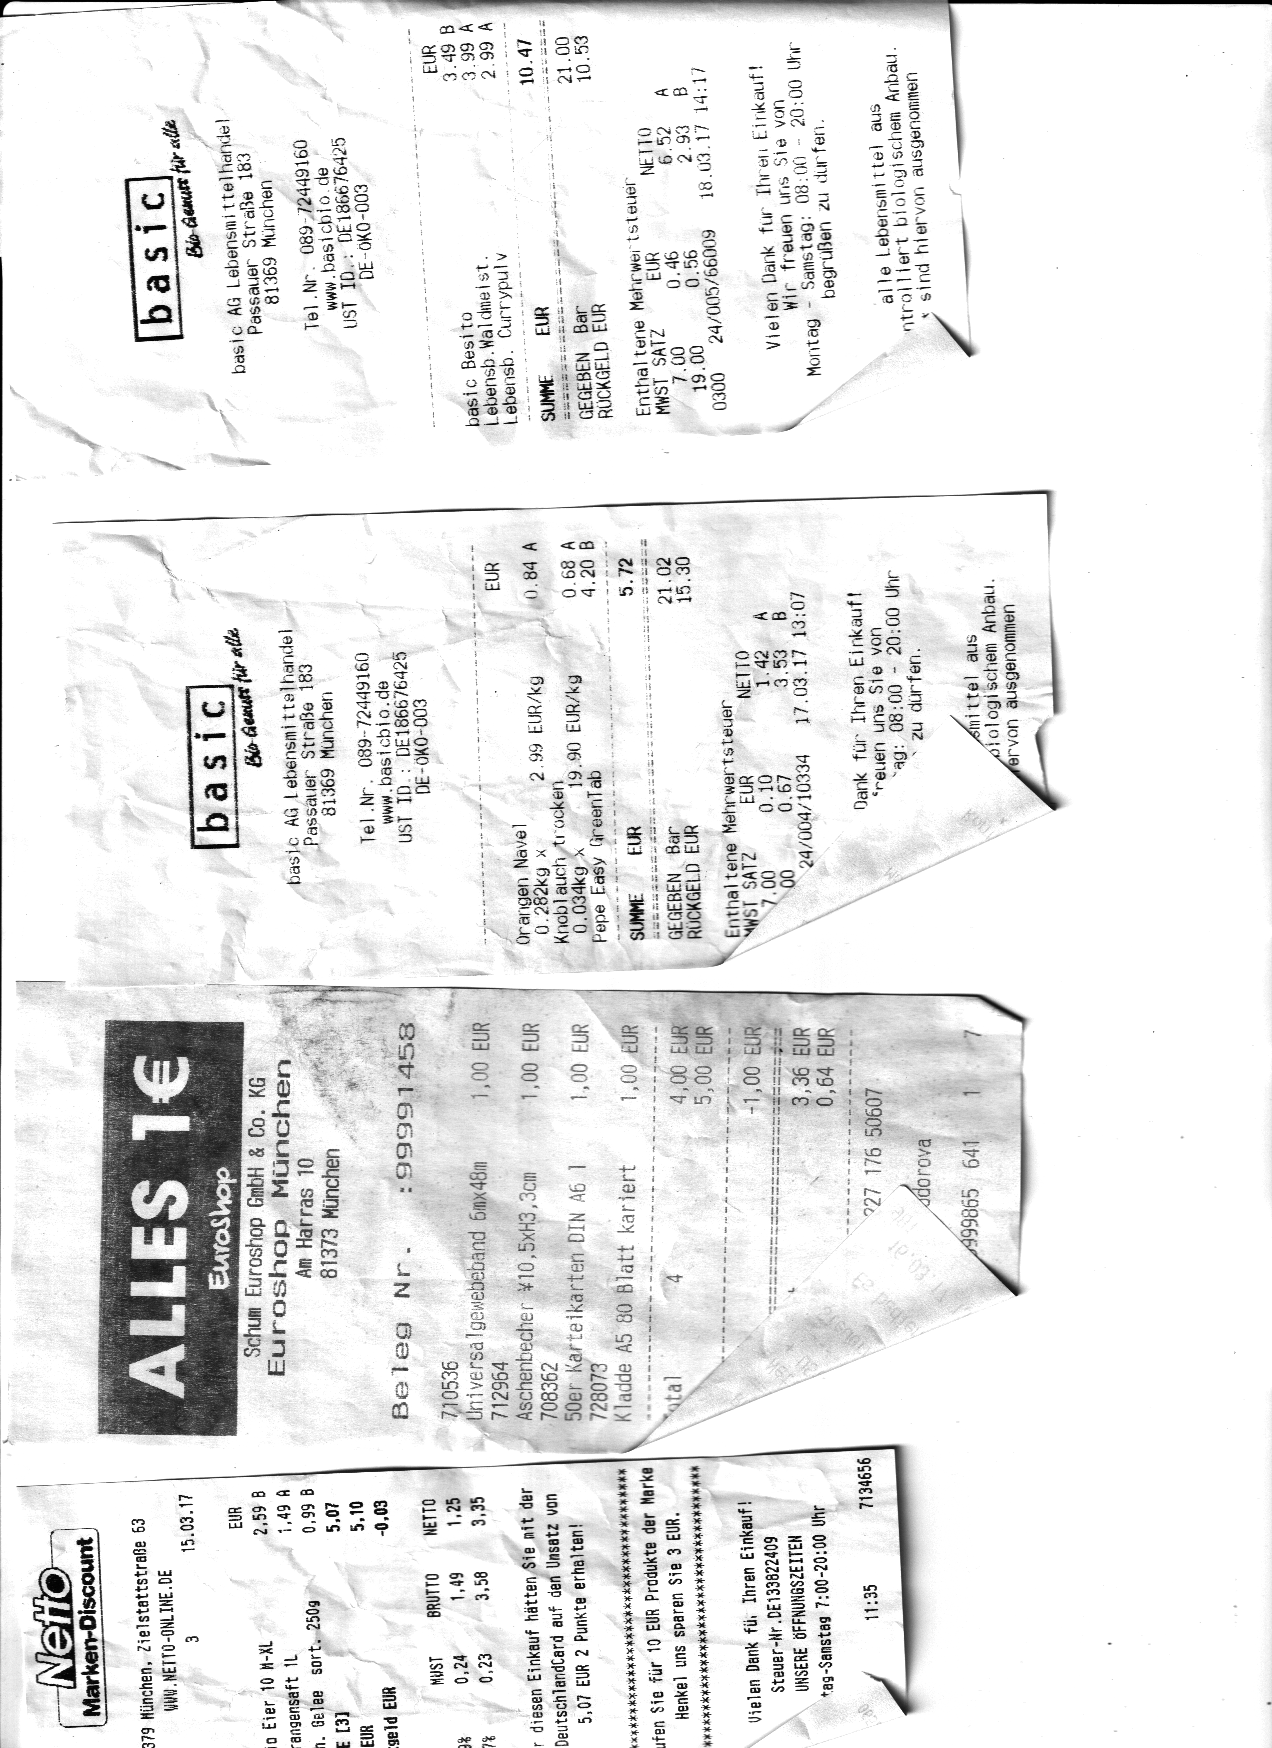 basic
Bio-Genuss für alle
basic AG Lebensmittelhandel
Passauer Straße 183
81369 München
Tel.Nr. 089-72449160
www.basicbio.de
UST ID.: DE186676425
DE-ÖKO-003
EUR
basic Besito 3.49 B
Lebensb.Waldmeist. 3.99 A
Lebensb. Currypulv 2.99 A
SUMME EUR 10.47
GEGEBEN Bar 21.00
RÜCKGELD EUR 10.53
Enthaltene Mehrwertsteuer
MWST SATZ EUR NETTO
7.00 0.46 6.52 A
19.00 0.56 2.93 B
0300 24/005/66009 18.03.17 14:17
Vielen Dank für Ihren Einkauf!
Wir freuen uns Sie von
Montag - Samstag: 08:00 - 20:00 Uhr
begrüßen zu dürfen.
alle Lebensmittel aus
ntrolliert biologischem Anbau.
* sind hiervon ausgenommen
basic
Bio-Genuss für alle
basic AG Lebensmittelhandel
Passauer Straße 183
81369 München
Tel.Nr. 089-72449160
www.basicbio.de
UST ID.: DE186676425
DE-ÖKO-003
EUR
Orangen Navel
0.282kg x 2.99 EUR/kg 0.84 A
Knoblauch trocken
0.034kg x 19.90 EUR/kg 0.68 A
Pepe Easy GreenTab 4.20 B
SUMME EUR 5.72
GEGEBEN Bar 21.02
RÜCKGELD EUR 15.30
Enthaltene Mehrwertsteuer
MWST SATZ EUR NETTO
7.00 0.10 1.42 A
00 0.67 3.53 B
24/004/10334 17.03.17 13:07
Dank für Ihren Einkauf!
reuen uns Sie von
ag: 08:00 - 20:00 Uhr
zu dürfen.
smittel aus
biologischem Anbau.
ervon ausgenommen
ALLES 1€
EUROSHOP
Schum Euroshop GmbH & Co. KG
Euroshop München
Am Harras 10
81373 München
Beleg Nr. :99991458
710536
Universalgewebeband 6mx48m 1,00 EUR
712964
Aschenbecher ¥10,5xH3,3cm 1,00 EUR
708362
50er Karteikarten DIN A6 l 1,00 EUR
728073
Kladde A5 80 Blatt kariert 1,00 EUR
otal 4 4,00 EUR
5,00 EUR
-1,00 EUR
3,36 EUR
0,64 EUR
227 176 50607
dorova
9999865 641 1 7
Netto
Marken-Discount
379 München, Zielstattstraße 63
WWW.NETTO-ONLINE.DE
3 15.03.17
EUR
io Eier 10 M-XL 2,59 B
rangensaft 1L 1,49 A
n. Gelee sort. 250g 0,99 B
E [3] 5,07
EUR 5,10
geld EUR -0,03
MWST BRUTTO NETTO
9% 0,24 1,49 1,25
7% 0,23 3,58 3,35
r diesen Einkauf hätten Sie mit der
DeutschlandCard auf den Umsatz von
5,07 EUR 2 Punkte erhalten!
ufen Sie für 10 EUR Produkte der Marke
Henkel uns sparen Sie 3 EUR.
Vielen Dank für Ihren Einkauf!
Steuer-Nr.DE133822409
UNSERE ÖFFNUNGSZEITEN
tag-Samstag 7:00-20:00 Uhr
11:35 7134656